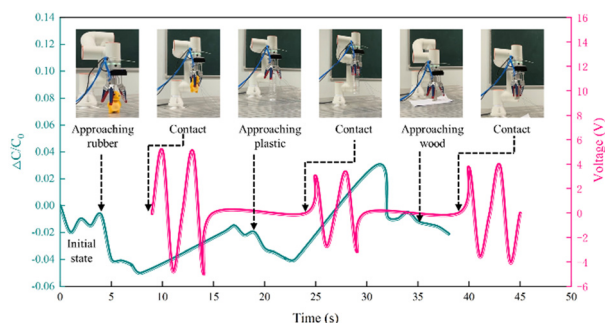 0.14
0.12
0.10
0.08
0.06
0.04
0.02
0.00
-0.02
-0.04
-0.06
ΔC/C₀
Approaching
rubber
Contact
Approaching
plastic
Contact
Approaching
wood
Contact
Initial
state
16
14
12
10
8
6
4
2
0
-2
-4
-6
Voltage (V)
0
5
10
15
20
25
30
35
40
45
50
Time (s)